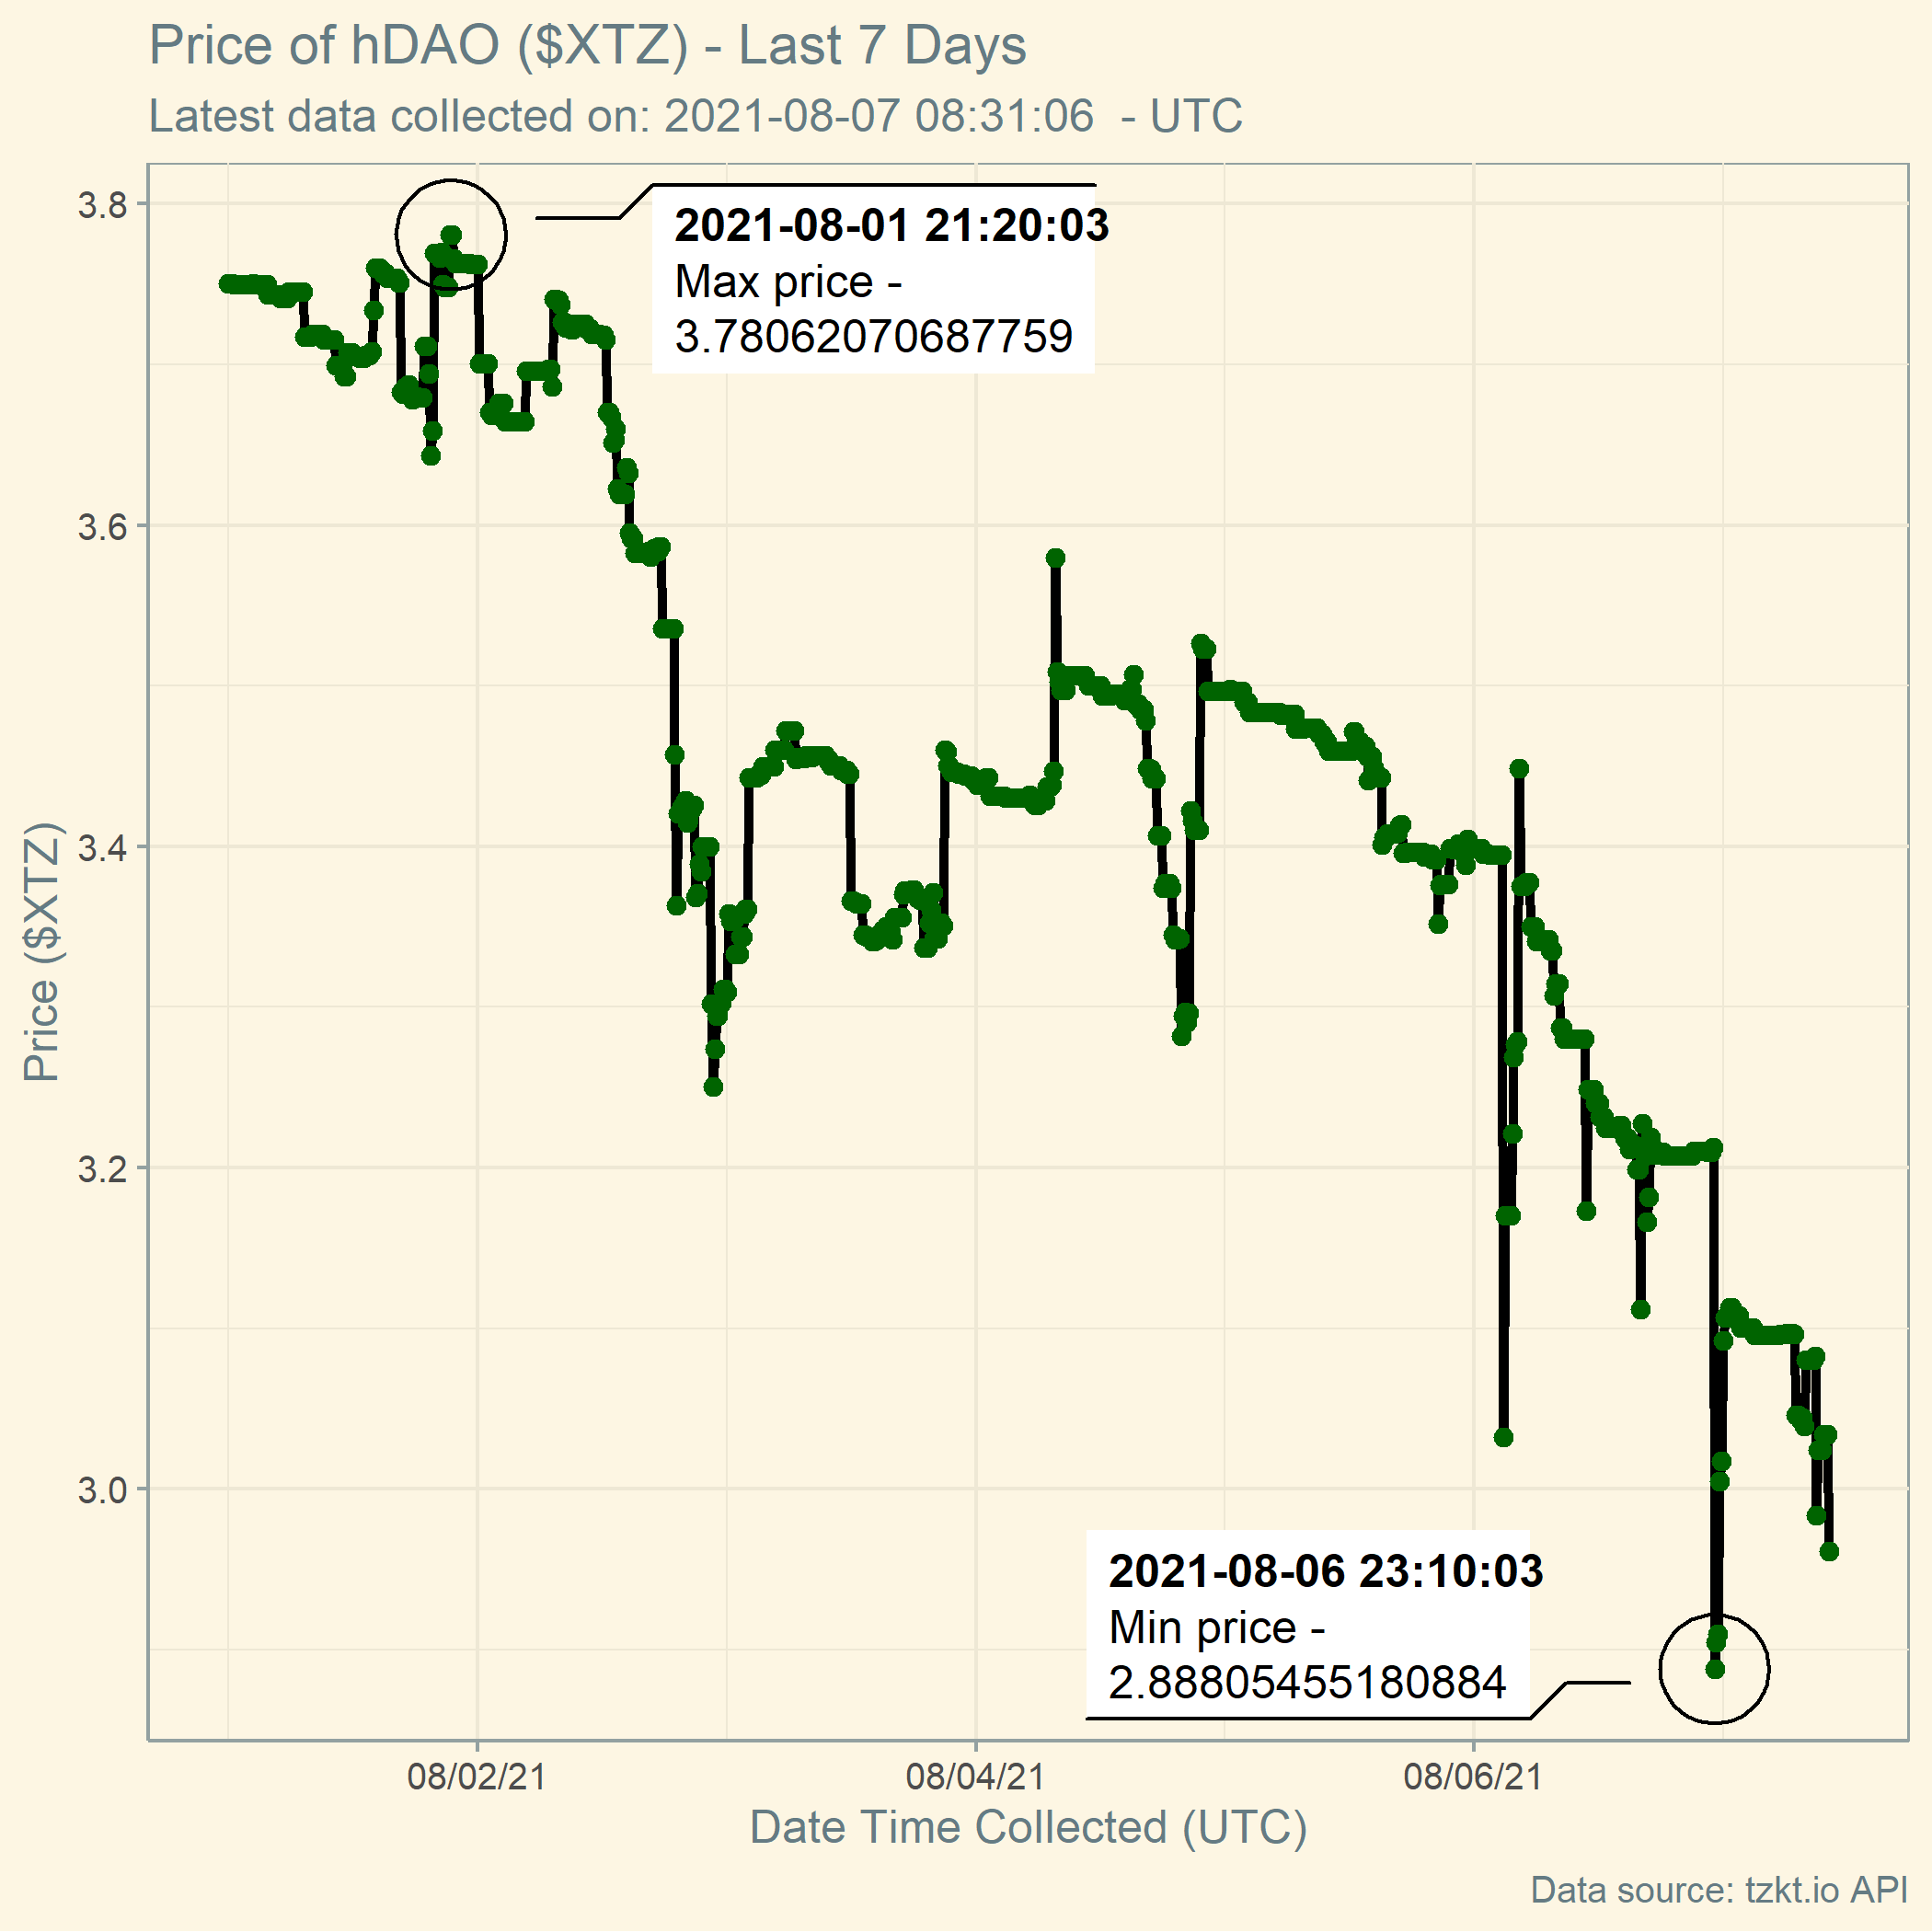 Price of hDAO ($XTZ) - Last 7 Days
Latest data collected on: 2021-08-07 08:31:06  - UTC
2021-08-01 21:20:03
Max price -
3.78062070687759
3.8
3.6
3.4
3.2
3.0
Price ($XTZ)
2021-08-06 23:10:03
Min price -
2.88805455180884
08/02/21
08/04/21
08/06/21
Date Time Collected (UTC)
Data source: tzkt.io API